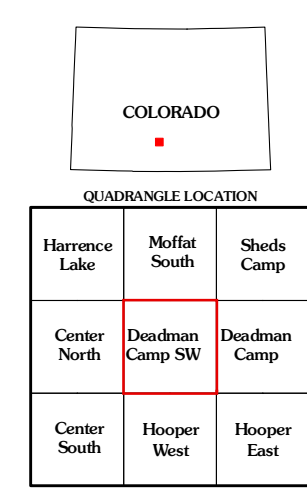 COLORADO
QUADRANGLE LOCATION
Harrence
Lake
Moffat
South
Sheds
Camp
Center
North
Deadman
Camp SW
Deadman
Camp
Center
South
Hooper
West
Hooper
East